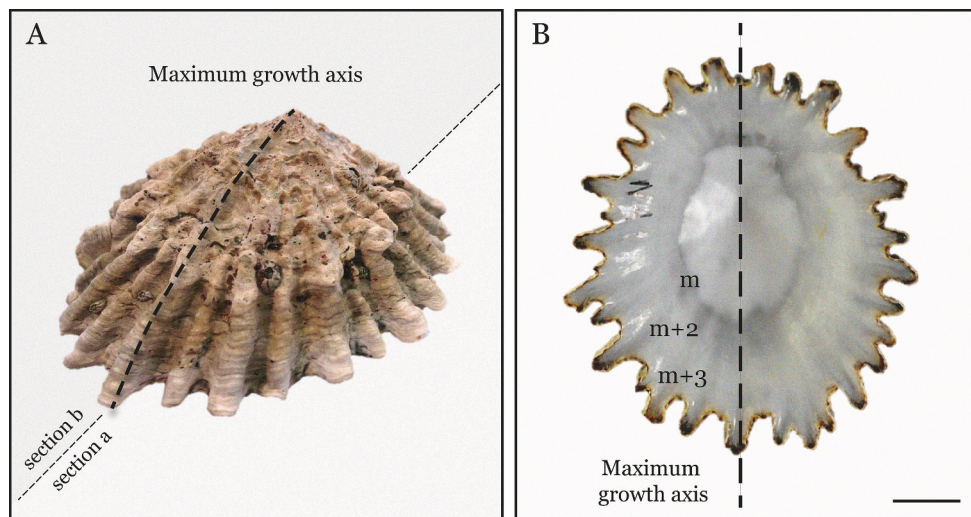 A
Maximum growth axis
section b
section a
B
m
m+2
m+3
Maximum
growth axis